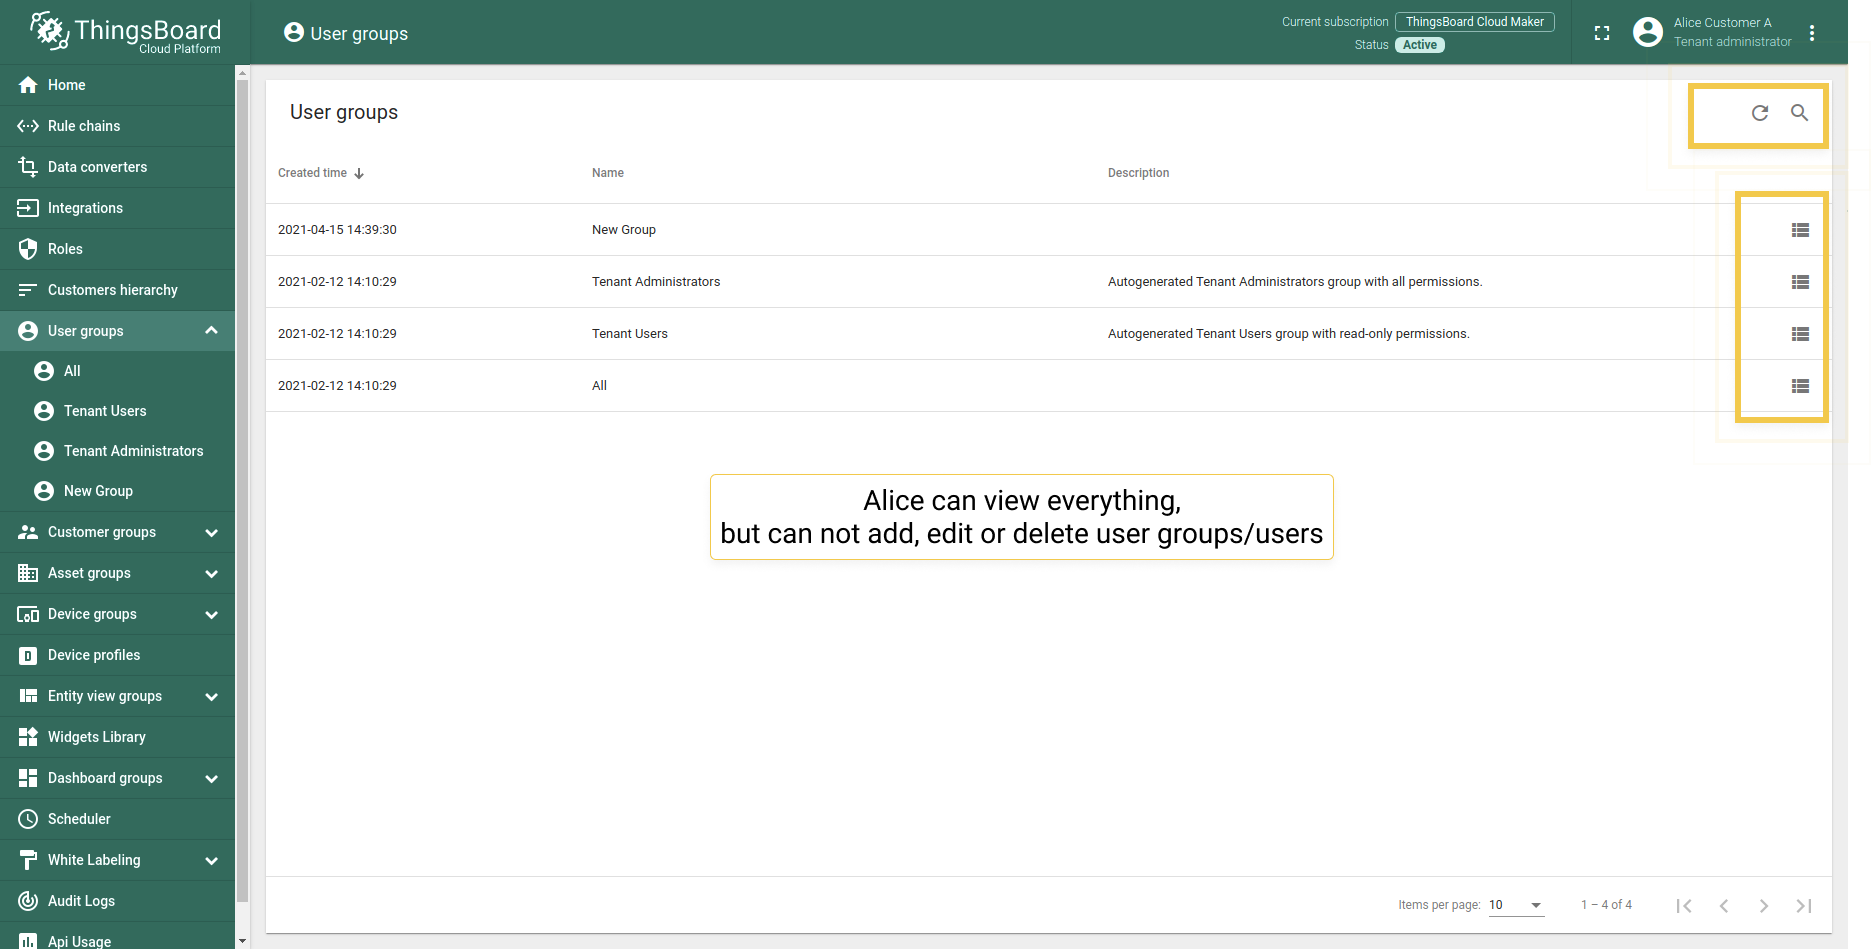 ThingsBoard
Cloud Platform
User groups
Current subscription ThingsBoard Cloud Maker
Status Active
Alice Customer A
Tenant administrator
Home
Rule chains
Data converters
Integrations
Roles
Customers hierarchy
User groups
All
Tenant Users
Tenant Administrators
New Group
Customer groups
Asset groups
Device groups
Device profiles
Entity view groups
Widgets Library
Dashboard groups
Scheduler
White Labeling
Audit Logs
Api Usage
User groups
Created time Name Description
2021-04-15 14:39:30 New Group
2021-02-12 14:10:29 Tenant Administrators Autogenerated Tenant Administrators group with all permissions.
2021-02-12 14:10:29 Tenant Users Autogenerated Tenant Users group with read-only permissions.
2021-02-12 14:10:29 All
Alice can view everything,
but can not add, edit or delete user groups/users
Items per page: 10 1 – 4 of 4